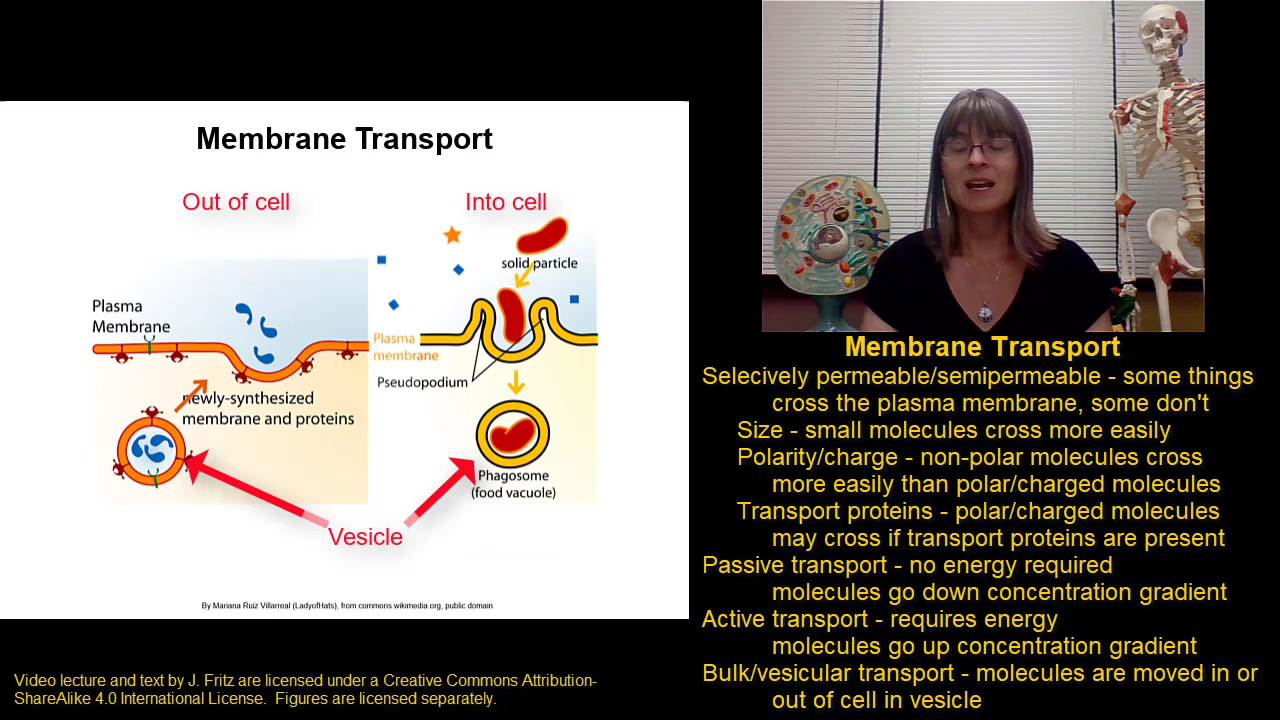 Membrane Transport
Out of cell
Into cell
solid particle
Plasma
Membrane
Plasma
membrane
Pseudopodium
newly-synthesized
membrane and proteins
Phagosome
(food vacuole)
Vesicle
By Mariana Ruiz Villarreal (LadyofHats), from commons wikimedia.org, public domain
Video lecture and text by J. Fritz are licensed under a Creative Commons Attribution-
ShareAlike 4.0 International License.  Figures are licensed separately.
Membrane Transport
Selecively permeable/semipermeable - some things
cross the plasma membrane, some don't
Size - small molecules cross more easily
Polarity/charge - non-polar molecules cross
more easily than polar/charged molecules
Transport proteins - polar/charged molecules
may cross if transport proteins are present
Passive transport - no energy required
molecules go down concentration gradient
Active transport - requires energy
molecules go up concentration gradient
Bulk/vesicular transport - molecules are moved in or
out of cell in vesicle